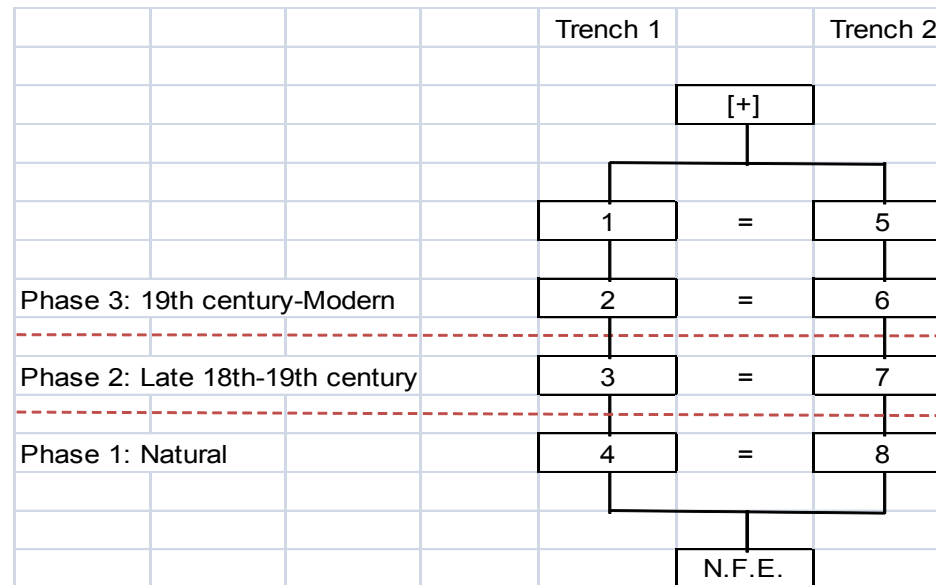 Trench 1 Trench 2
[+]
1 = 5
Phase 3: 19th century-Modern 2 = 6
Phase 2: Late 18th-19th century 3 = 7
Phase 1: Natural 4 = 8
N.F.E.